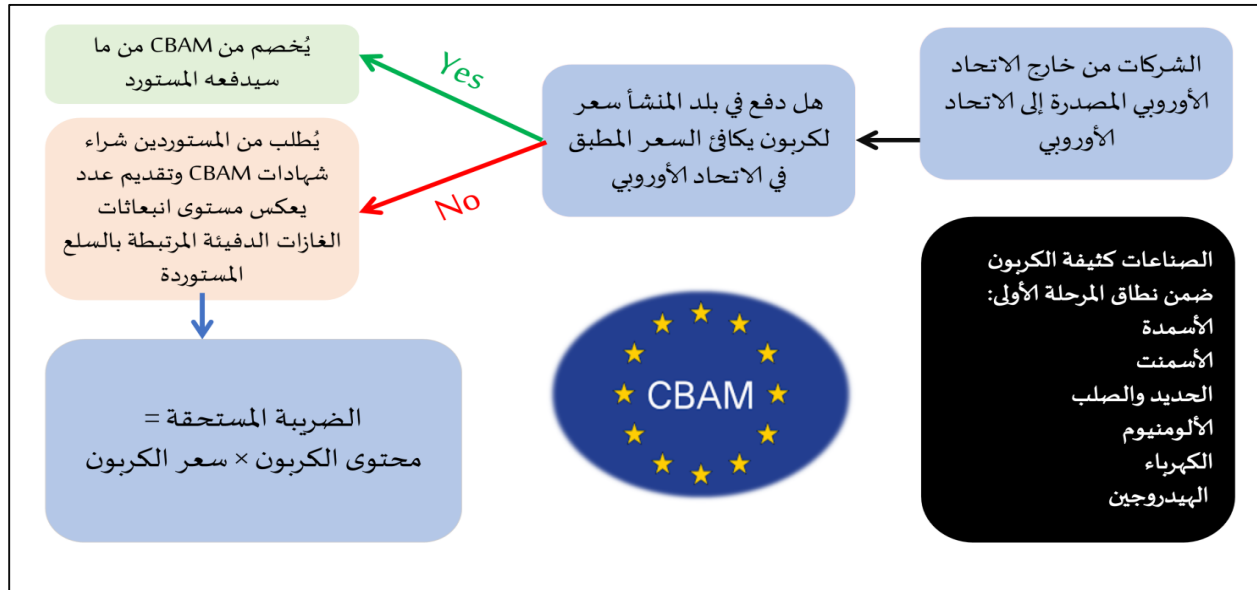 الشركات من خارج الاتحاد
الأوروبي المصدرة إلى الاتحاد
الأوروبي
هل دفع في بلد المنشأ سعر
لكربون يكافئ السعر المطبق
في الاتحاد الأوروبي
Yes
يُخصم من CBAM من ما
سيدفعه المستورد
No
يُطلب من المستوردين شراء
شهادات CBAM وتقديم عدد
يعكس مستوى انبعاثات
الغازات الدفيئة المرتبطة بالسلع
المستوردة
الضريبة المستحقة =
محتوى الكربون × سعر الكربون
CBAM
الصناعات كثيفة الكربون
ضمن نطاق المرحلة الأولى:
الأسمدة
الأسمنت
الحديد والصلب
الألومنيوم
الكهرباء
الهيدروجين